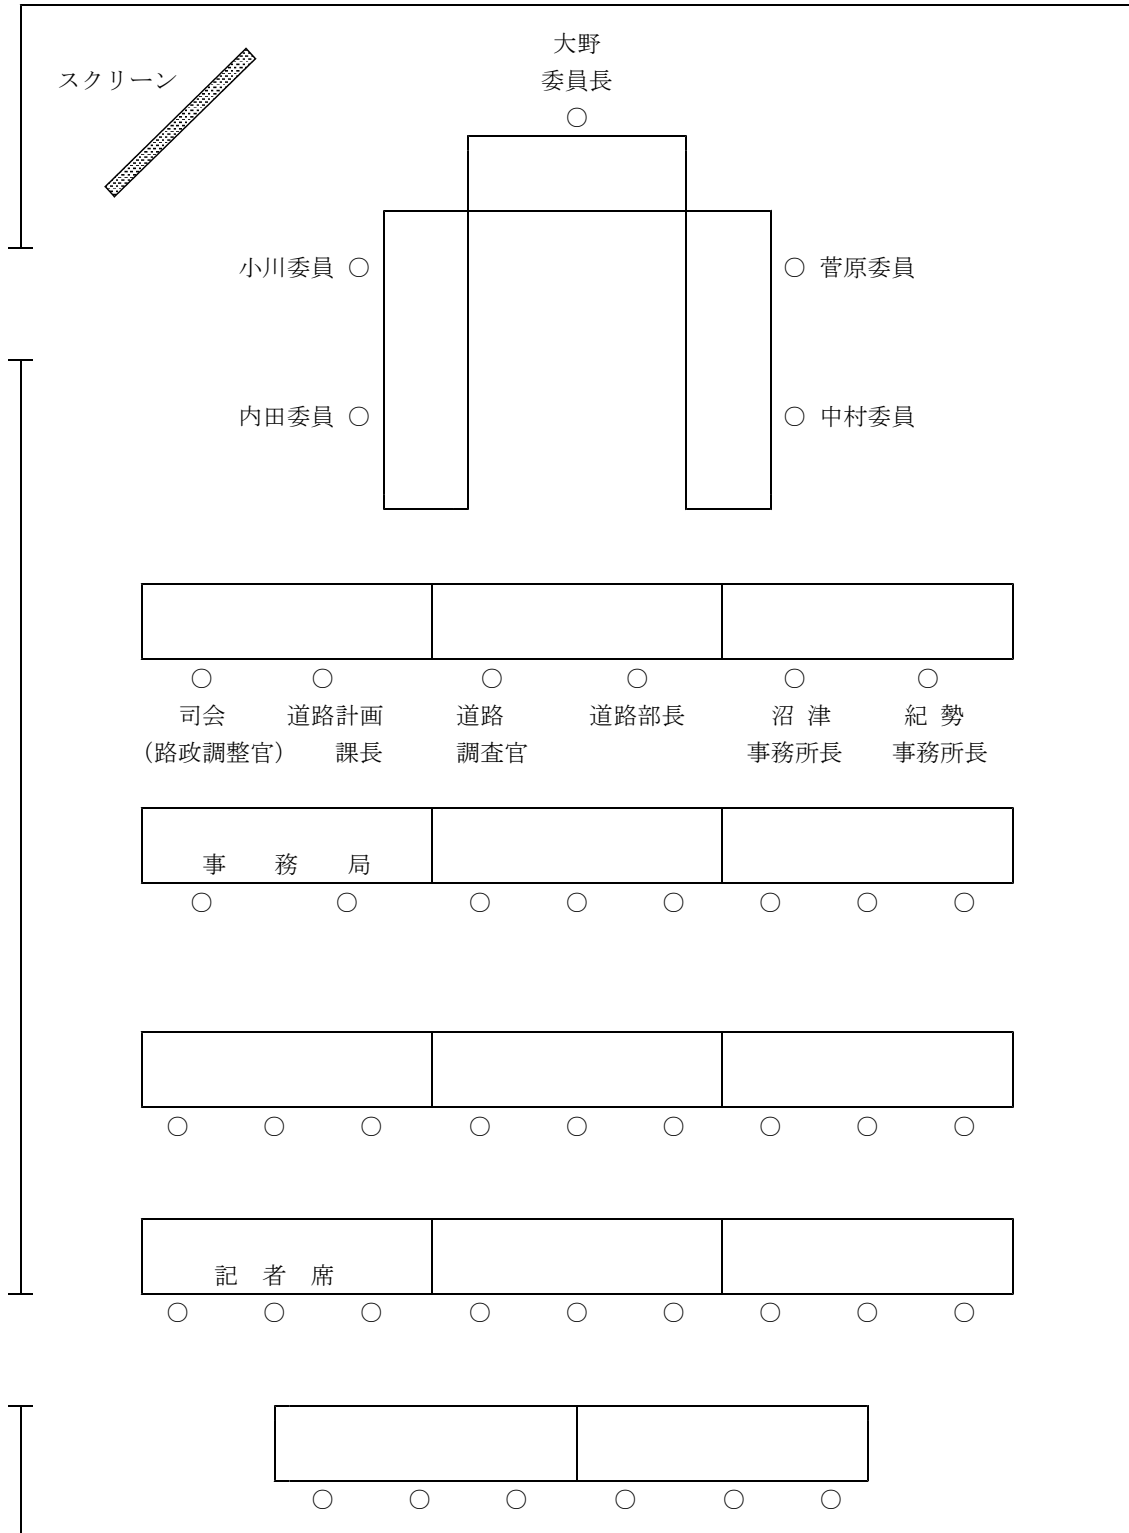 大野
スクリーン
委員長
○
小川委員 ○
○ 菅原委員
内田委員 ○
○ 中村委員
○ ○ ○ ○ ○ ○
司会 道路計画 道路 道路部長 沼 津 紀 勢
（路政調整官） 課長 調査官 事務所長 事務所長
事 務 局
○ ○ ○ ○ ○ ○ ○ ○
○ ○ ○ ○ ○ ○ ○ ○ ○
記 者 席
○ ○ ○ ○ ○ ○ ○ ○ ○
○ ○ ○ ○ ○ ○